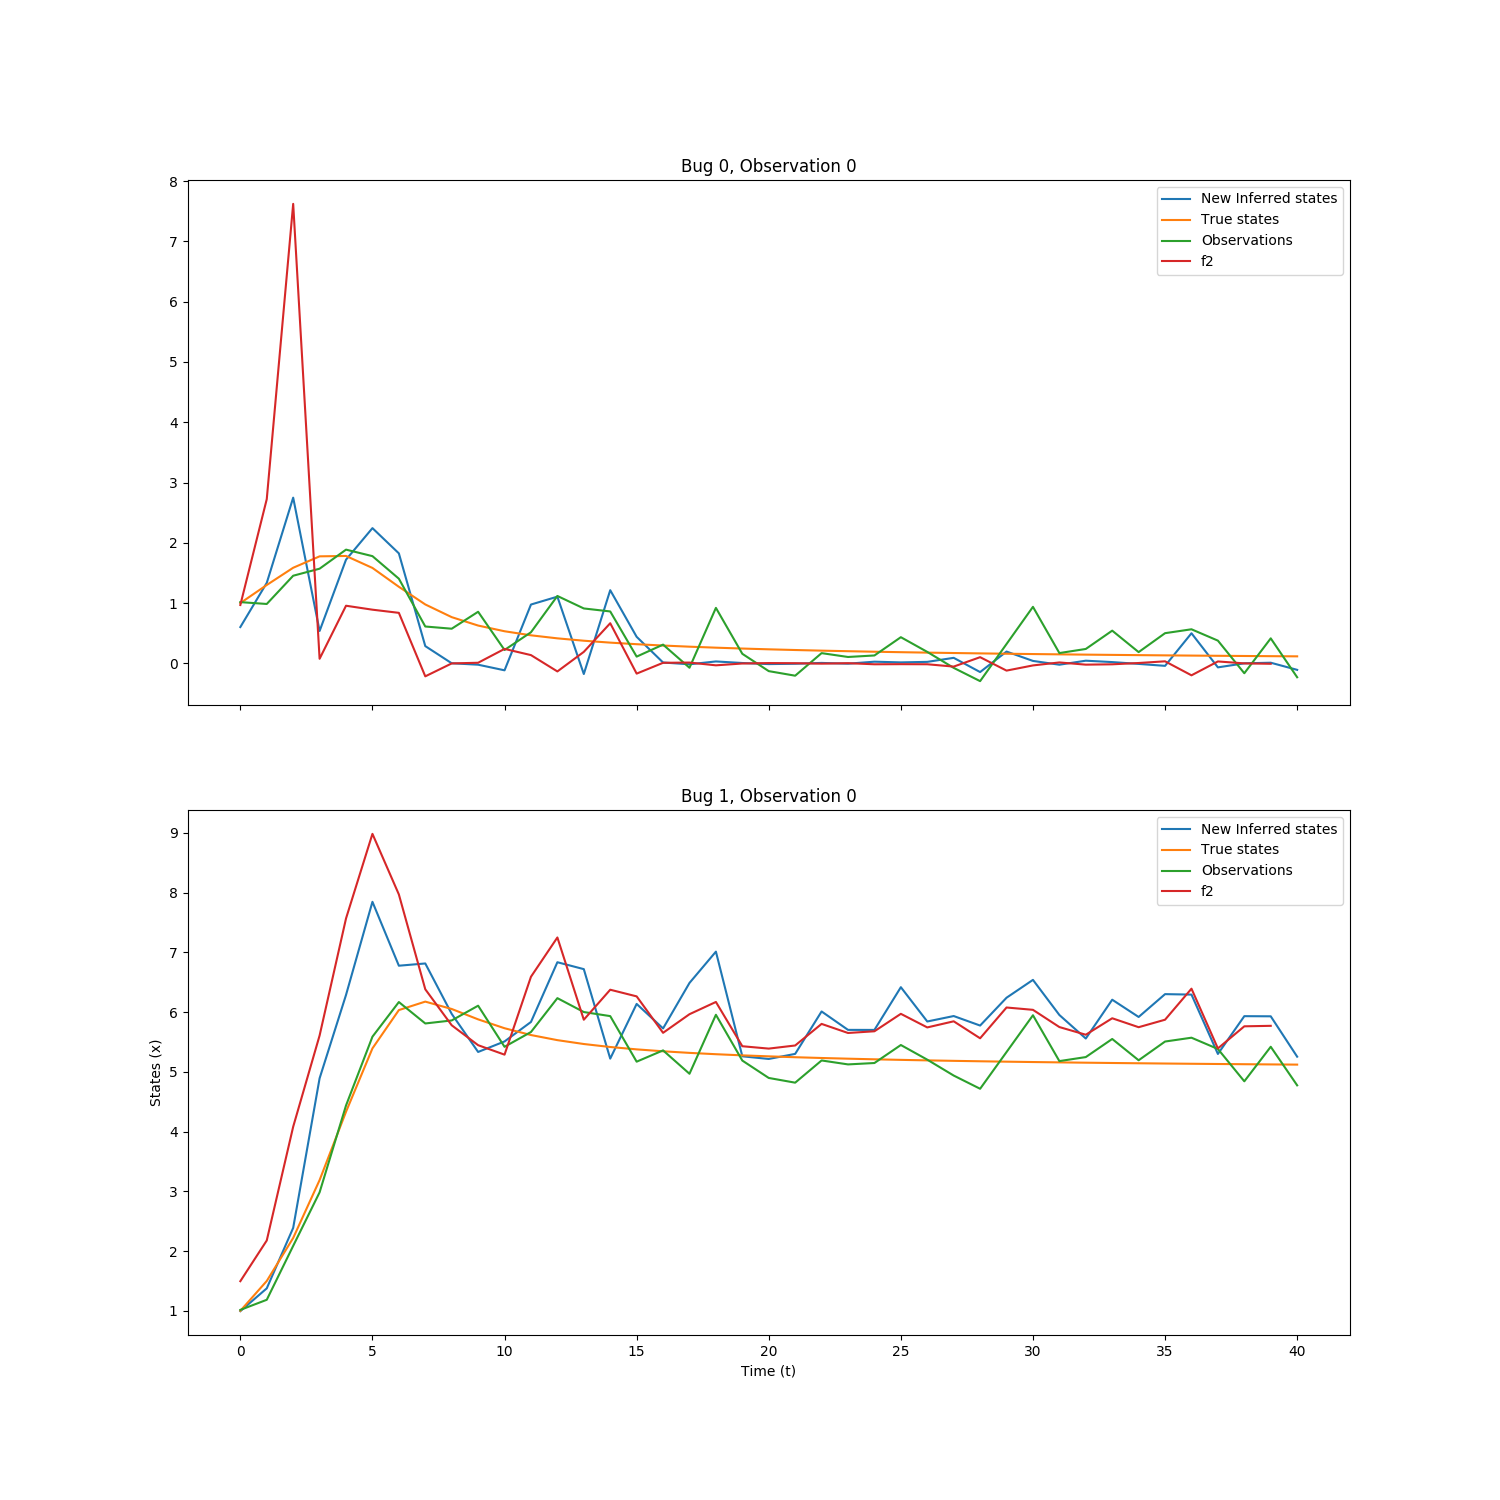 Bug 0, Observation 0
8
7
6
5
4
3
2
1
0
New Inferred states
True states
Observations
f2
Bug 1, Observation 0
States (x)
9
8
7
6
5
4
3
2
1
New Inferred states
True states
Observations
f2
0 5 10 15 20 25 30 35 40
Time (t)